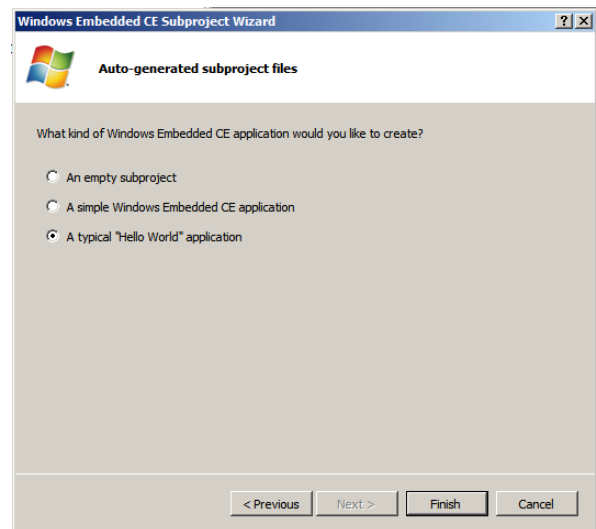 Windows Embedded CE Subproject Wizard
Auto-generated subproject files
What kind of Windows Embedded CE application would you like to create?
An empty subproject
A simple Windows Embedded CE application
A typical "Hello World" application
< Previous Next > Finish Cancel